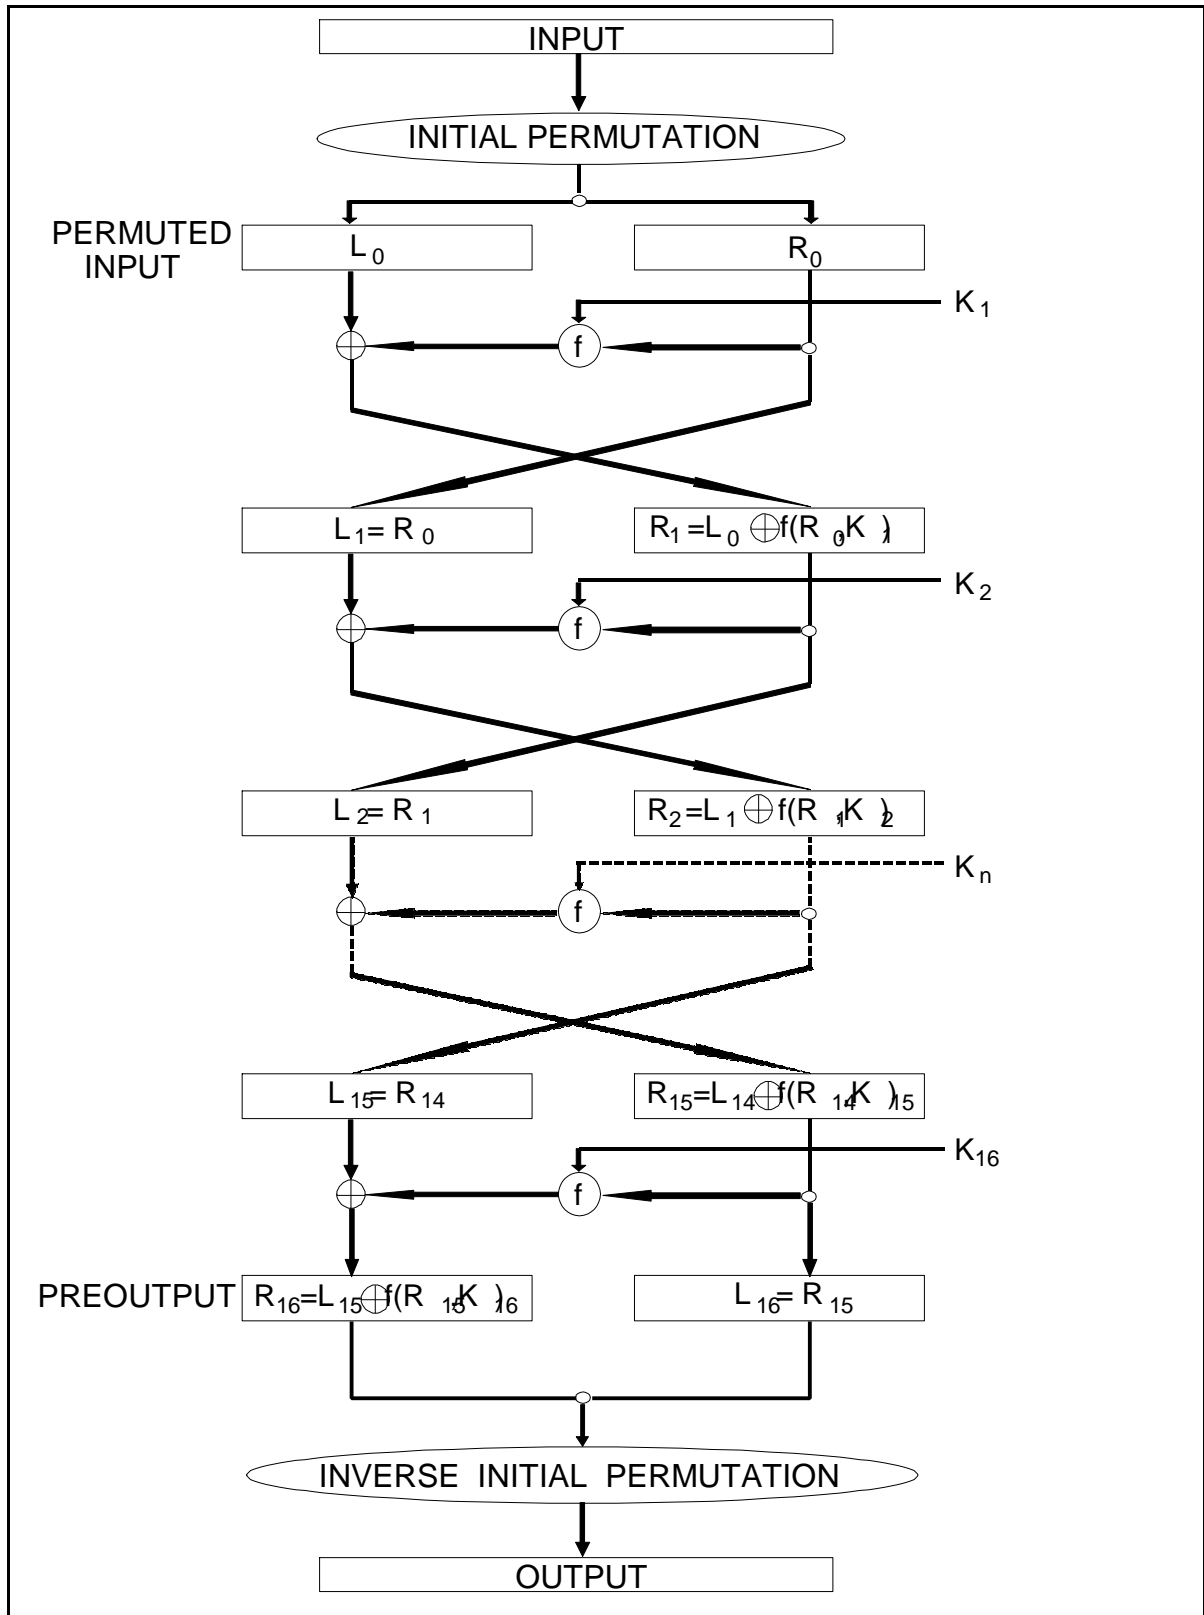 INPUT
INITIAL PERMUTATION
PERMUTED
INPUT
L0
R0
K1
f
L1= R0
R1=L0 ⊕f(R0,K1)
K2
f
L2= R1
R2=L1 ⊕f(R1,K2)
Kn
f
L15= R14
R15=L14⊕f(R14,K15)
K16
f
PREOUTPUT
R16=L15⊕f(R15,K16)
L16= R15
INVERSE INITIAL PERMUTATION
OUTPUT